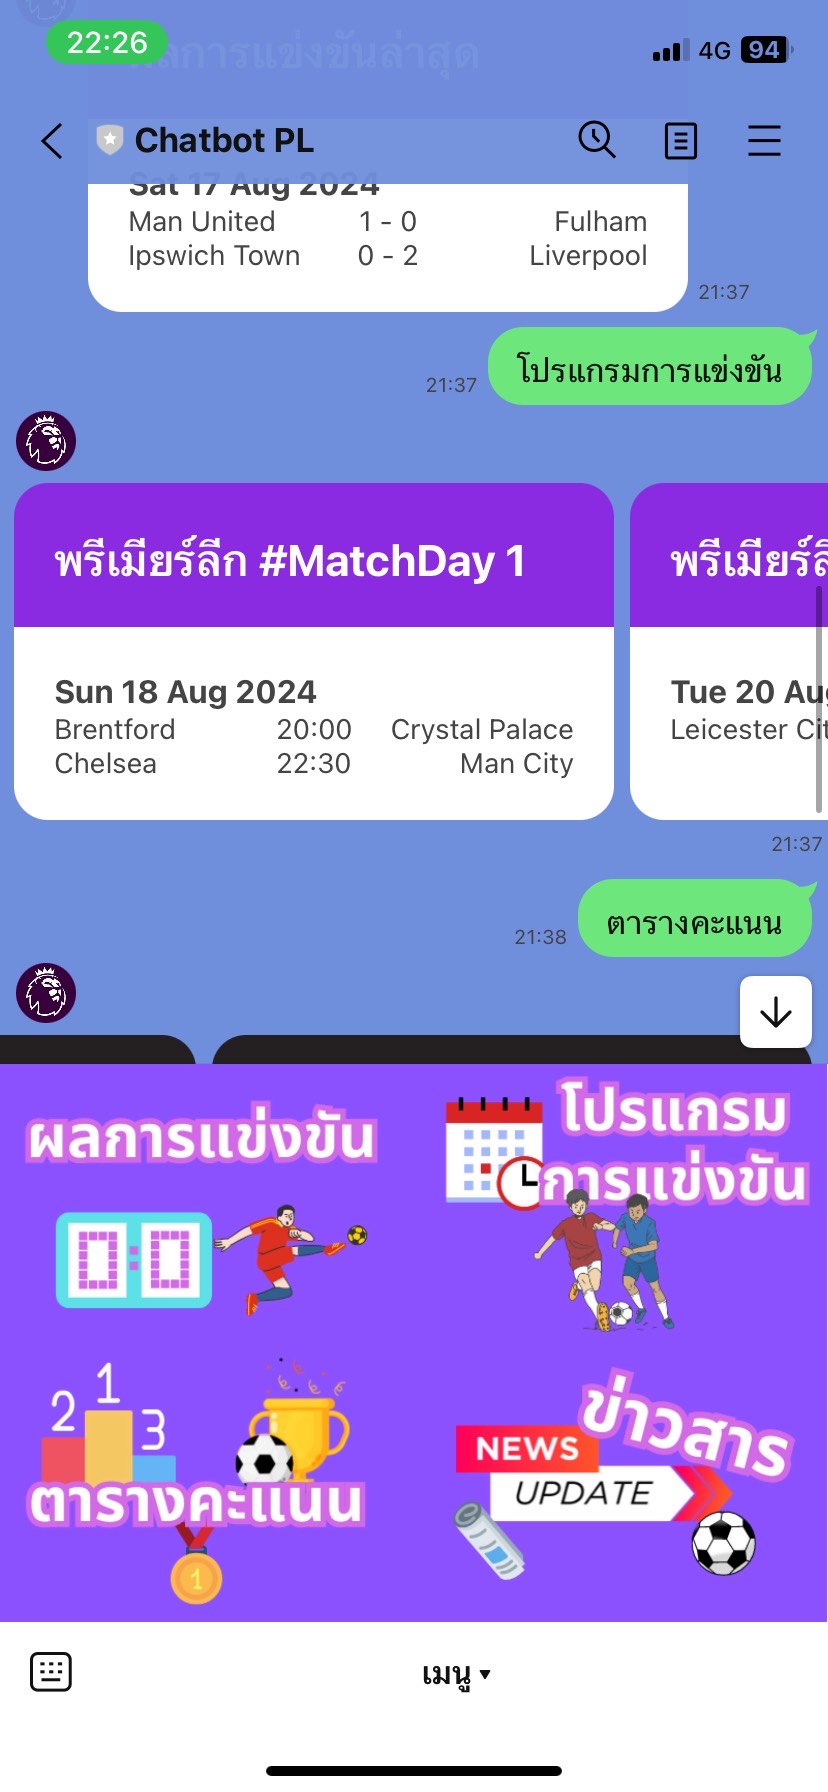 22:26
ผลการแข่งขันล่าสุด
4G 94
Chatbot PL
Sat 17 Aug 2024
Man United 1 - 0 Fulham
Ipswich Town 0 - 2 Liverpool
21:37
โปรแกรมการแข่งขัน
21:37
พรีเมียร์ลีก #MatchDay 1
พรีเมียร์ลี
Sun 18 Aug 2024
Brentford 20:00 Crystal Palace
Chelsea 22:30 Man City
Tue 20 Au
Leicester Cit
21:37
ตารางคะแนน
21:38
ผลการแข่งขัน
0:0
โปรแกรม
การแข่งขัน
2 1 3
ตารางคะแนน
1
ข่าวสาร
NEWS
UPDATE
เมนู